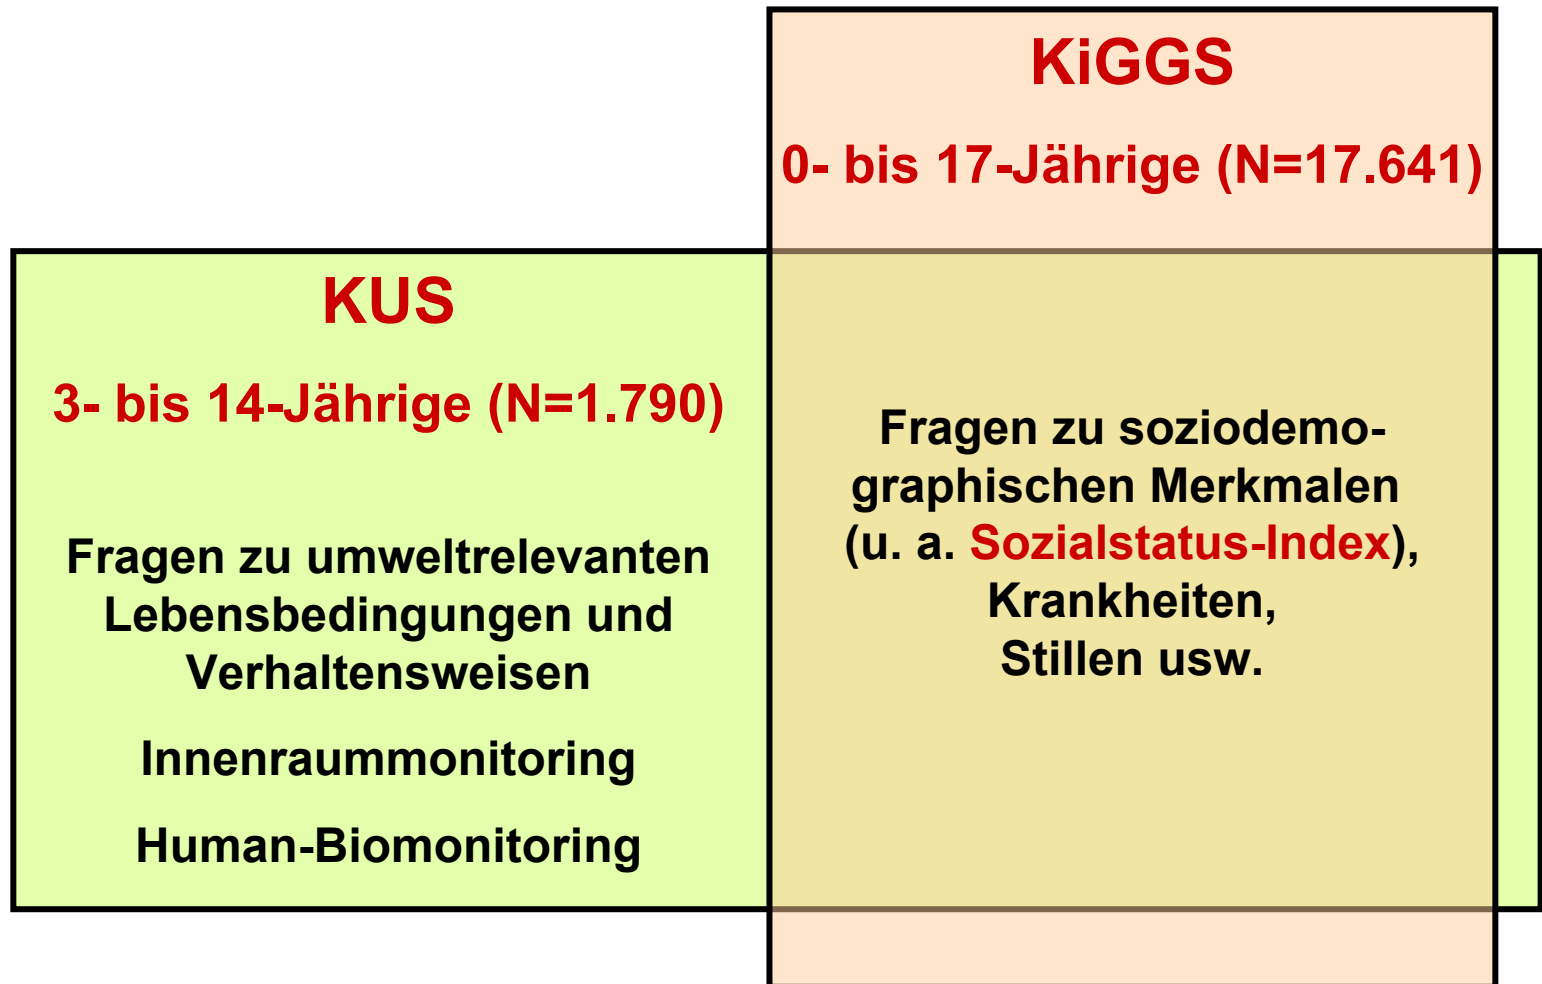 KiGGS
0- bis 17-Jährige (N=17.641)
KUS
3- bis 14-Jährige (N=1.790)
Fragen zu umweltrelevanten
Lebensbedingungen und
Verhaltensweisen
Innenraummonitoring
Human-Biomonitoring
Fragen zu soziodemo-
graphischen Merkmalen
(u. a. Sozialstatus-Index),
Krankheiten,
Stillen usw.